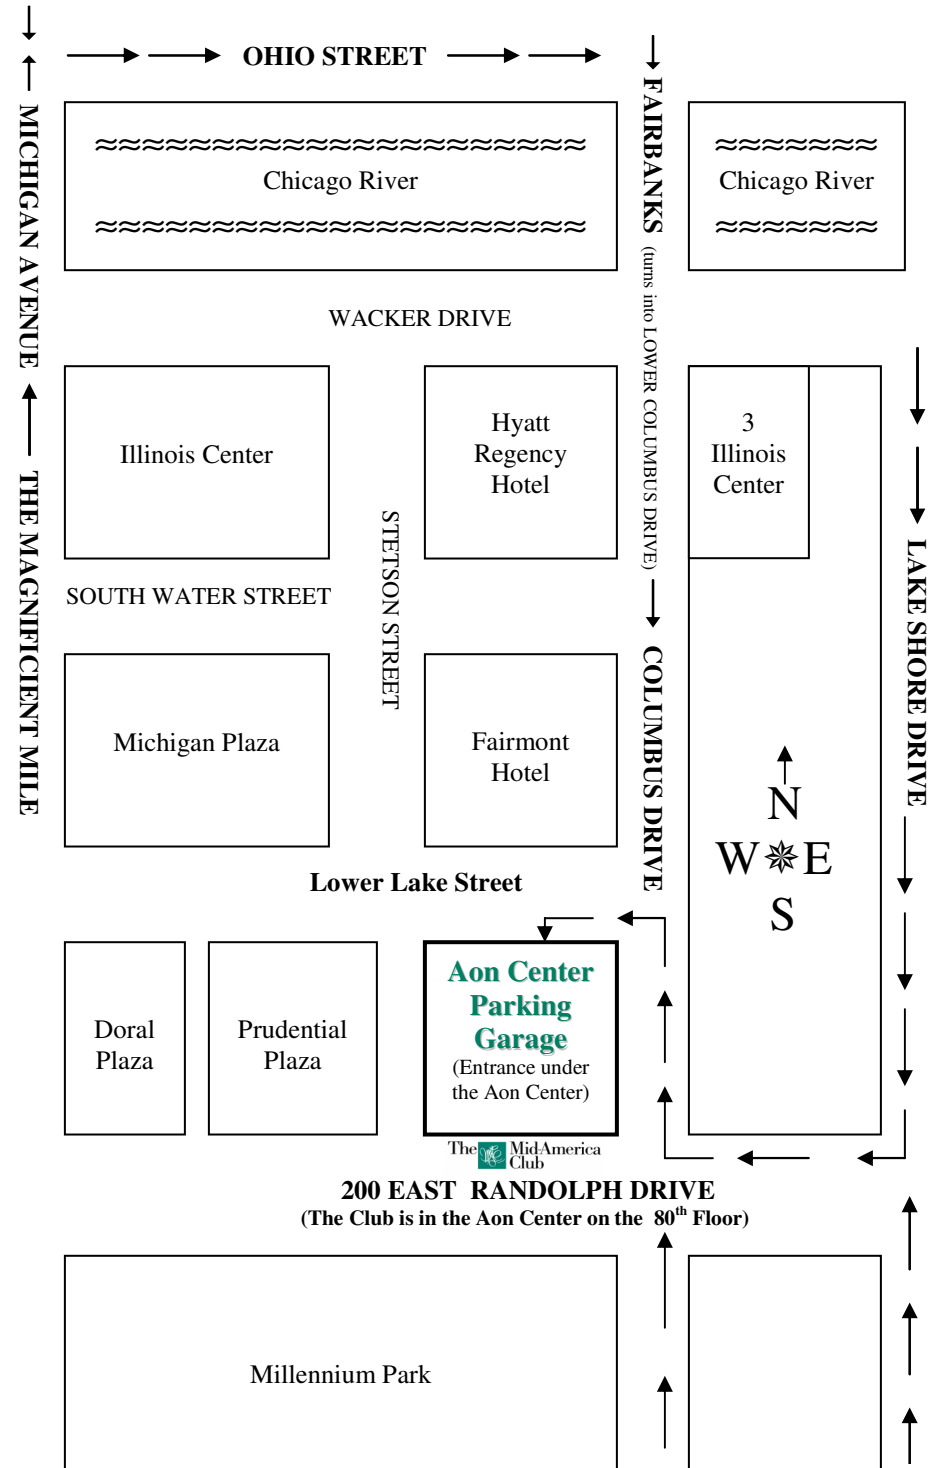 OHIO STREET
MICHIGAN AVENUE
THE MAGNIFICIENT MILE
FAIRBANKS
(turns into LOWER COLUMBUS DRIVE)
COLUMBUS DRIVE
≈≈≈≈≈≈≈≈≈≈≈≈≈≈≈≈≈≈≈≈≈
Chicago River
≈≈≈≈≈≈≈≈≈≈≈≈≈≈≈≈≈≈≈≈≈
≈≈≈≈≈≈≈
Chicago River
≈≈≈≈≈≈≈
WACKER DRIVE
Illinois Center
Hyatt
Regency
Hotel
3
Illinois
Center
STETSON STREET
LAKE SHORE DRIVE
SOUTH WATER STREET
Michigan Plaza
Fairmont
Hotel
N
W E
S
Lower Lake Street
Doral
Plaza
Prudential
Plaza
Aon Center
Parking
Garage
(Entrance under
the Aon Center)
The Mid-America
Club
200 EAST RANDOLPH DRIVE
(The Club is in the Aon Center on the 80th Floor)
Millennium Park